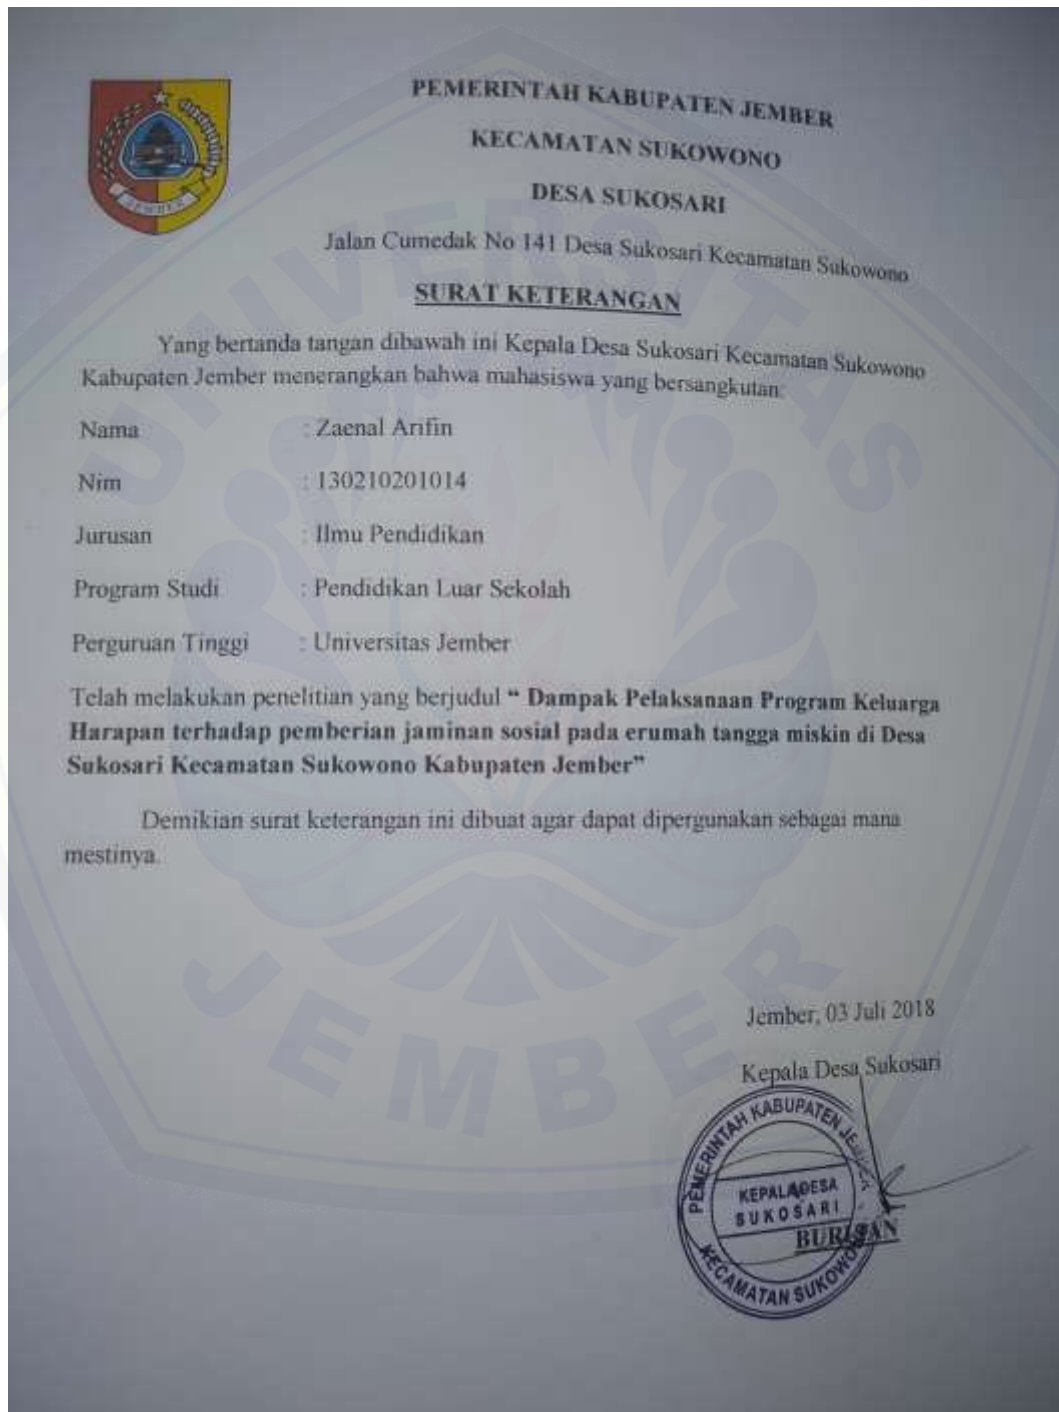 PEMERINTAH KABUPATEN JEMBER
KECAMATAN SUKOWONO
DESA SUKOSARI
Jalan Cumedak No 141 Desa Sukosari Kecamatan Sukowono
JEMBER
SURAT KETERANGAN
Yang bertanda tangan dibawah ini Kepala Desa Sukosari Kecamatan Sukowono
Kabupaten Jember menerangkan bahwa mahasiswa yang bersangkutan:
Nama : Zaenal Arifin
Nim : 130210201014
Jurusan : Ilmu Pendidikan
Program Studi : Pendidikan Luar Sekolah
Perguruan Tinggi : Universitas Jember
Telah melakukan penelitian yang berjudul “ Dampak Pelaksanaan Program Keluarga
Harapan terhadap pemberian jaminan sosial pada erumah tangga miskin di Desa
Sukosari Kecamatan Sukowono Kabupaten Jember”
Demikian surat keterangan ini dibuat agar dapat dipergunakan sebagai mana
mestinya.
Jember, 03 Juli 2018
Kepala Desa Sukosari
PEMERINTAH KABUPATEN JEMBER
KEPALA DESA
SUKOSARI
KECAMATAN SUKOWONO
UNIVERSITAS
JEMBER